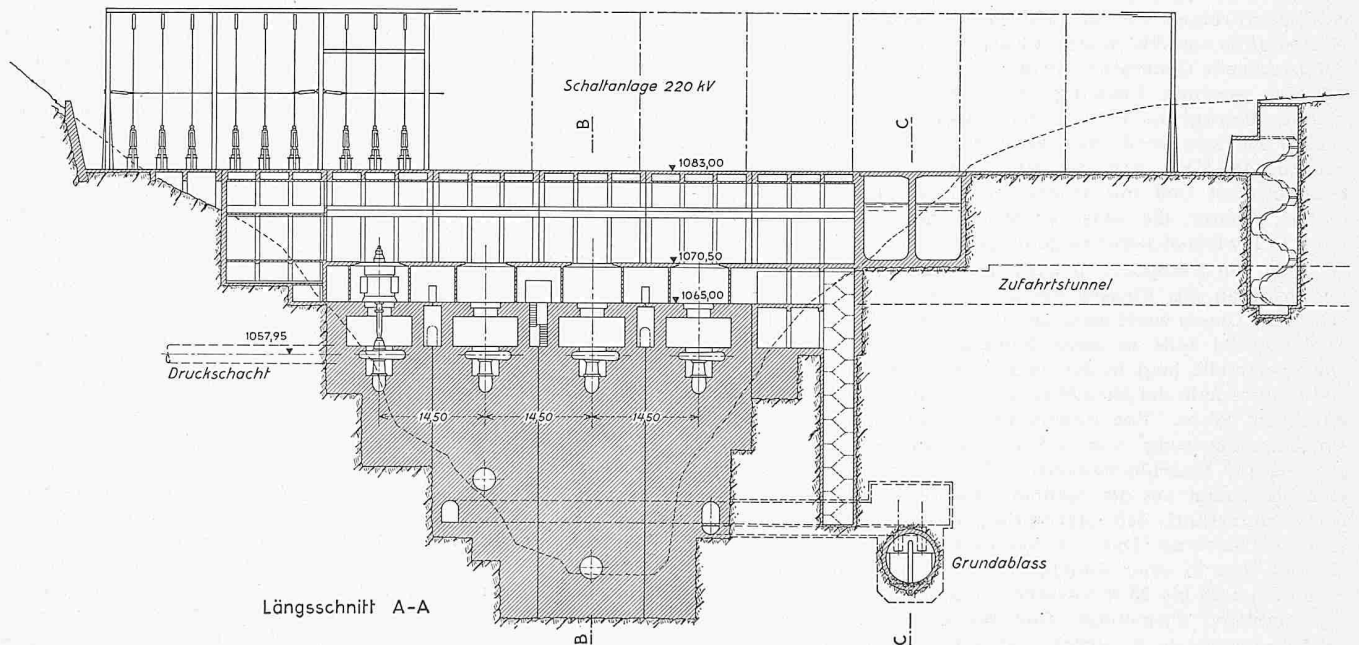 Schaltanlage 220 kV
B
C
1083,00
1070,50
1065,00
Zufahrtstunnel
1057,95
Druckschacht
14,50
14,50
14,50
Grundablass
Längsschnitt A-A
B
C